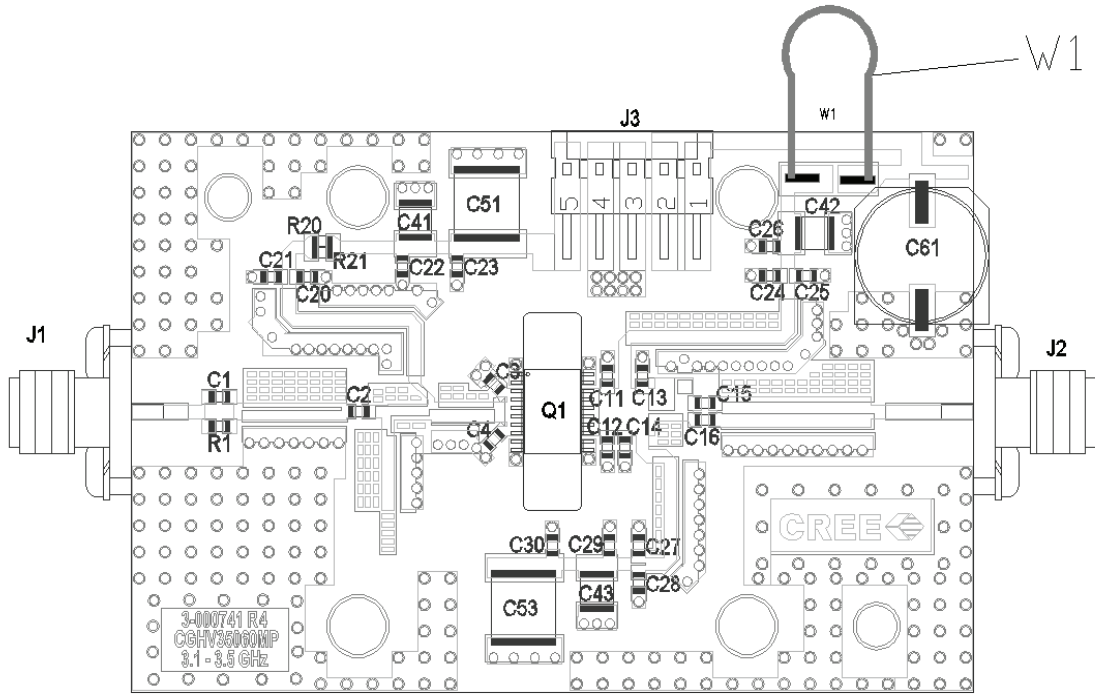 W1
W1
J3
5 4 3 2 1
C51
C41
R20
R21
C21
C20
C22
C23
C42
C26
C61
C24
C25
J1
J2
C1
C2
R1
C3
C4
Q1
C11
C13
C12
C14
C15
C16
CREE
C30
C29
C27
C28
C53
C43
3-000741 R4
CGHV35060MP
3.1 - 3.5 GHz